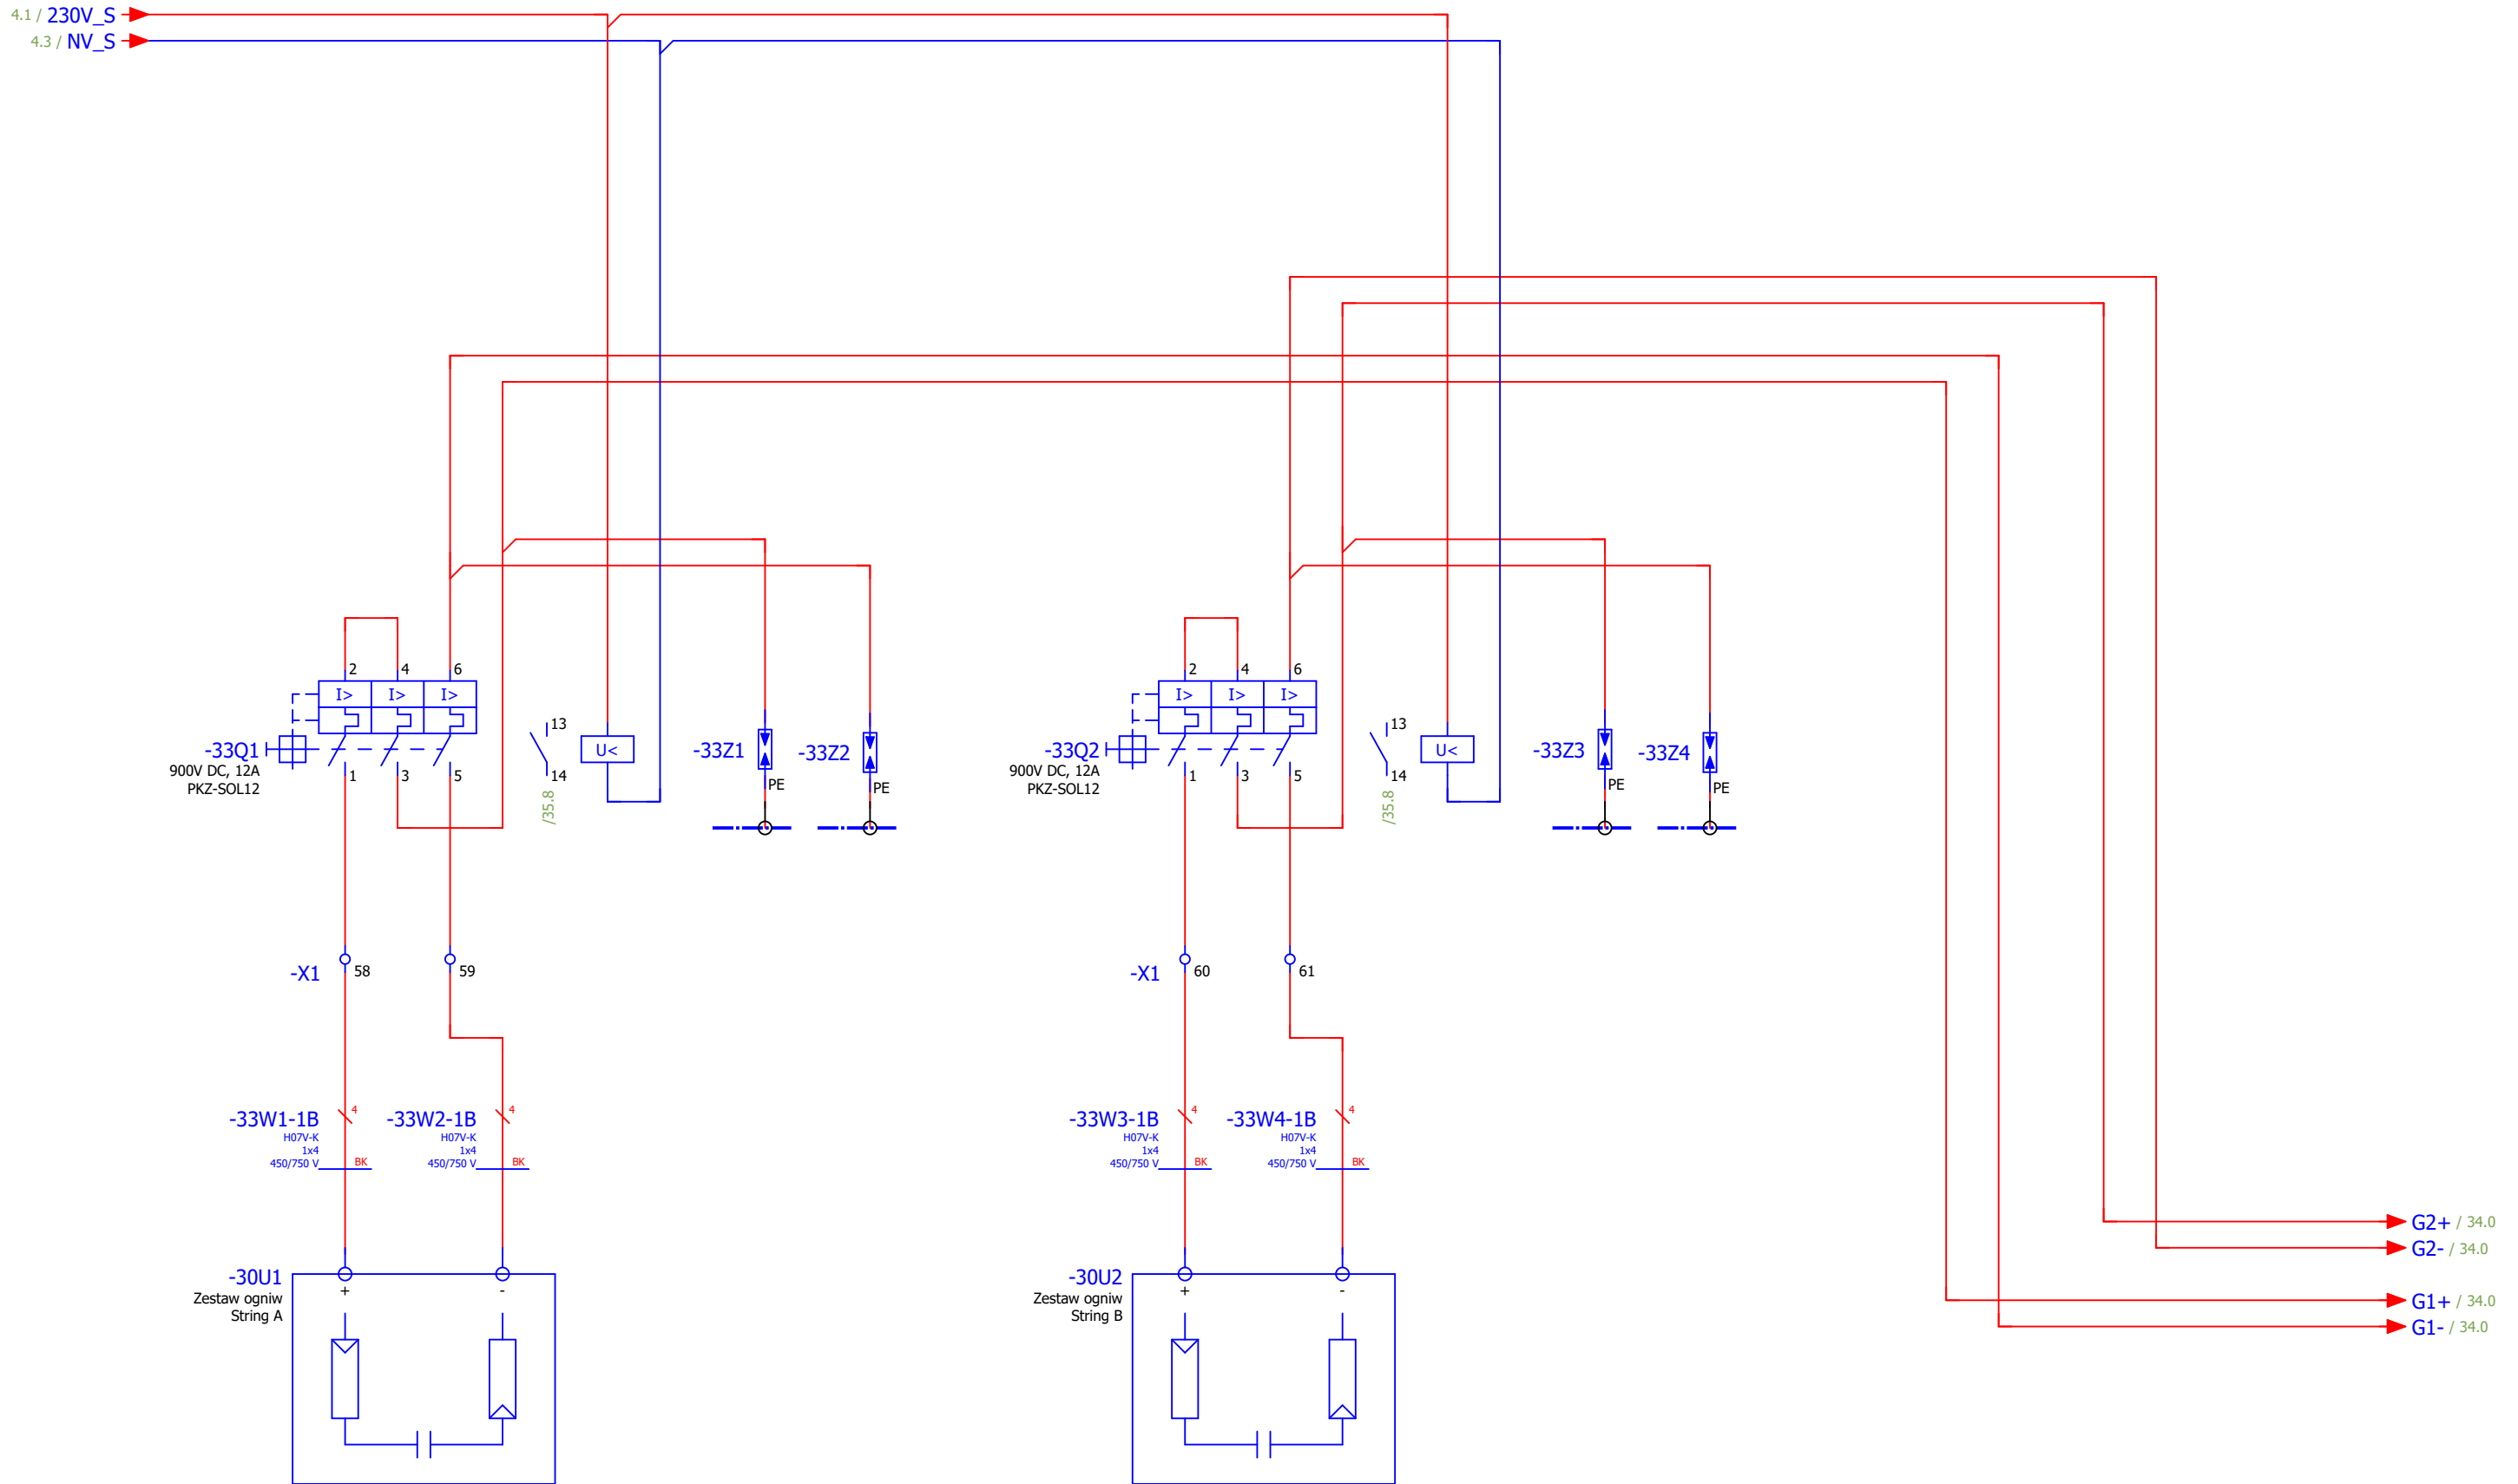 4.1 / 230V_S
4.3 / NV_S
2 4 6
I> I> I>
-33Q1
900V DC, 12A
PKZ-SOL12
1 3 5
13
14
/35.8
U<
-33Z1
PE
-33Z2
PE
2 4 6
I> I> I>
-33Q2
900V DC, 12A
PKZ-SOL12
1 3 5
13
14
/35.8
U<
-33Z3
PE
-33Z4
PE
-X1 58 59
-X1 60 61
-33W1-1B 4
H07V-K
1x4
450/750 V BK
-33W2-1B 4
H07V-K
1x4
450/750 V BK
-33W3-1B 4
H07V-K
1x4
450/750 V BK
-33W4-1B 4
H07V-K
1x4
450/750 V BK
G2+ / 34.0
G2- / 34.0
G1+ / 34.0
G1- / 34.0
-30U1
Zestaw ogniw
String A
+ -
-30U2
Zestaw ogniw
String B
+ -